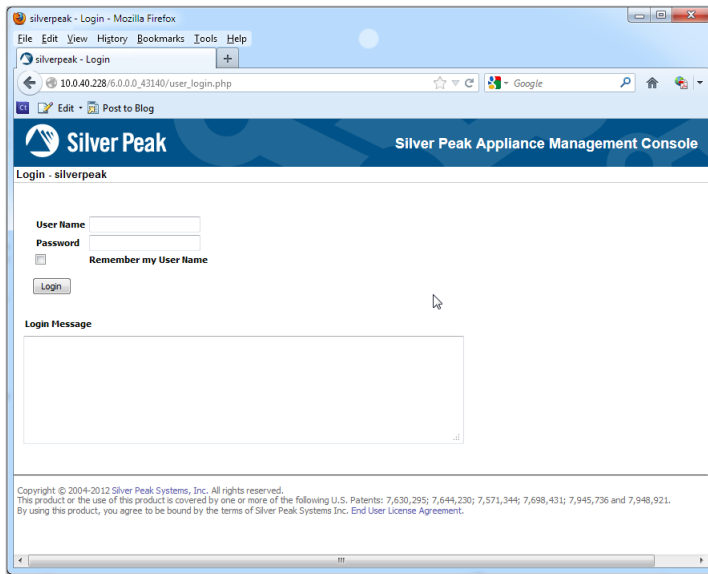 silverpeak - Login - Mozilla Firefox
File Edit View History Bookmarks Tools Help
silverpeak - Login
10.0.40.228/6.0.0.0_43140/user_login.php
Google
Ct Edit Post to Blog
Silver Peak
Silver Peak Appliance Management Console
Login - silverpeak
User Name
Password
Remember my User Name
Login
Login Message
Copyright © 2004-2012 Silver Peak Systems, Inc. All rights reserved.
This product or the use of this product is covered by one or more of the following U.S. Patents: 7,630,295; 7,644,230; 7,571,344; 7,698,431; 7,945,736 and 7,948,921.
By using this product, you agree to be bound by the terms of Silver Peak Systems Inc. End User License Agreement.